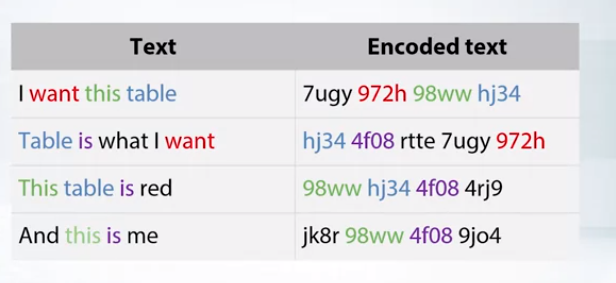 Text Encoded text
I want this table 7ugy 972h 98ww hj34
Table is what I want hj34 4f08 rtte 7ugy 972h
This table is red 98ww hj34 4f08 4rj9
And this is me jk8r 98ww 4f08 9jo4